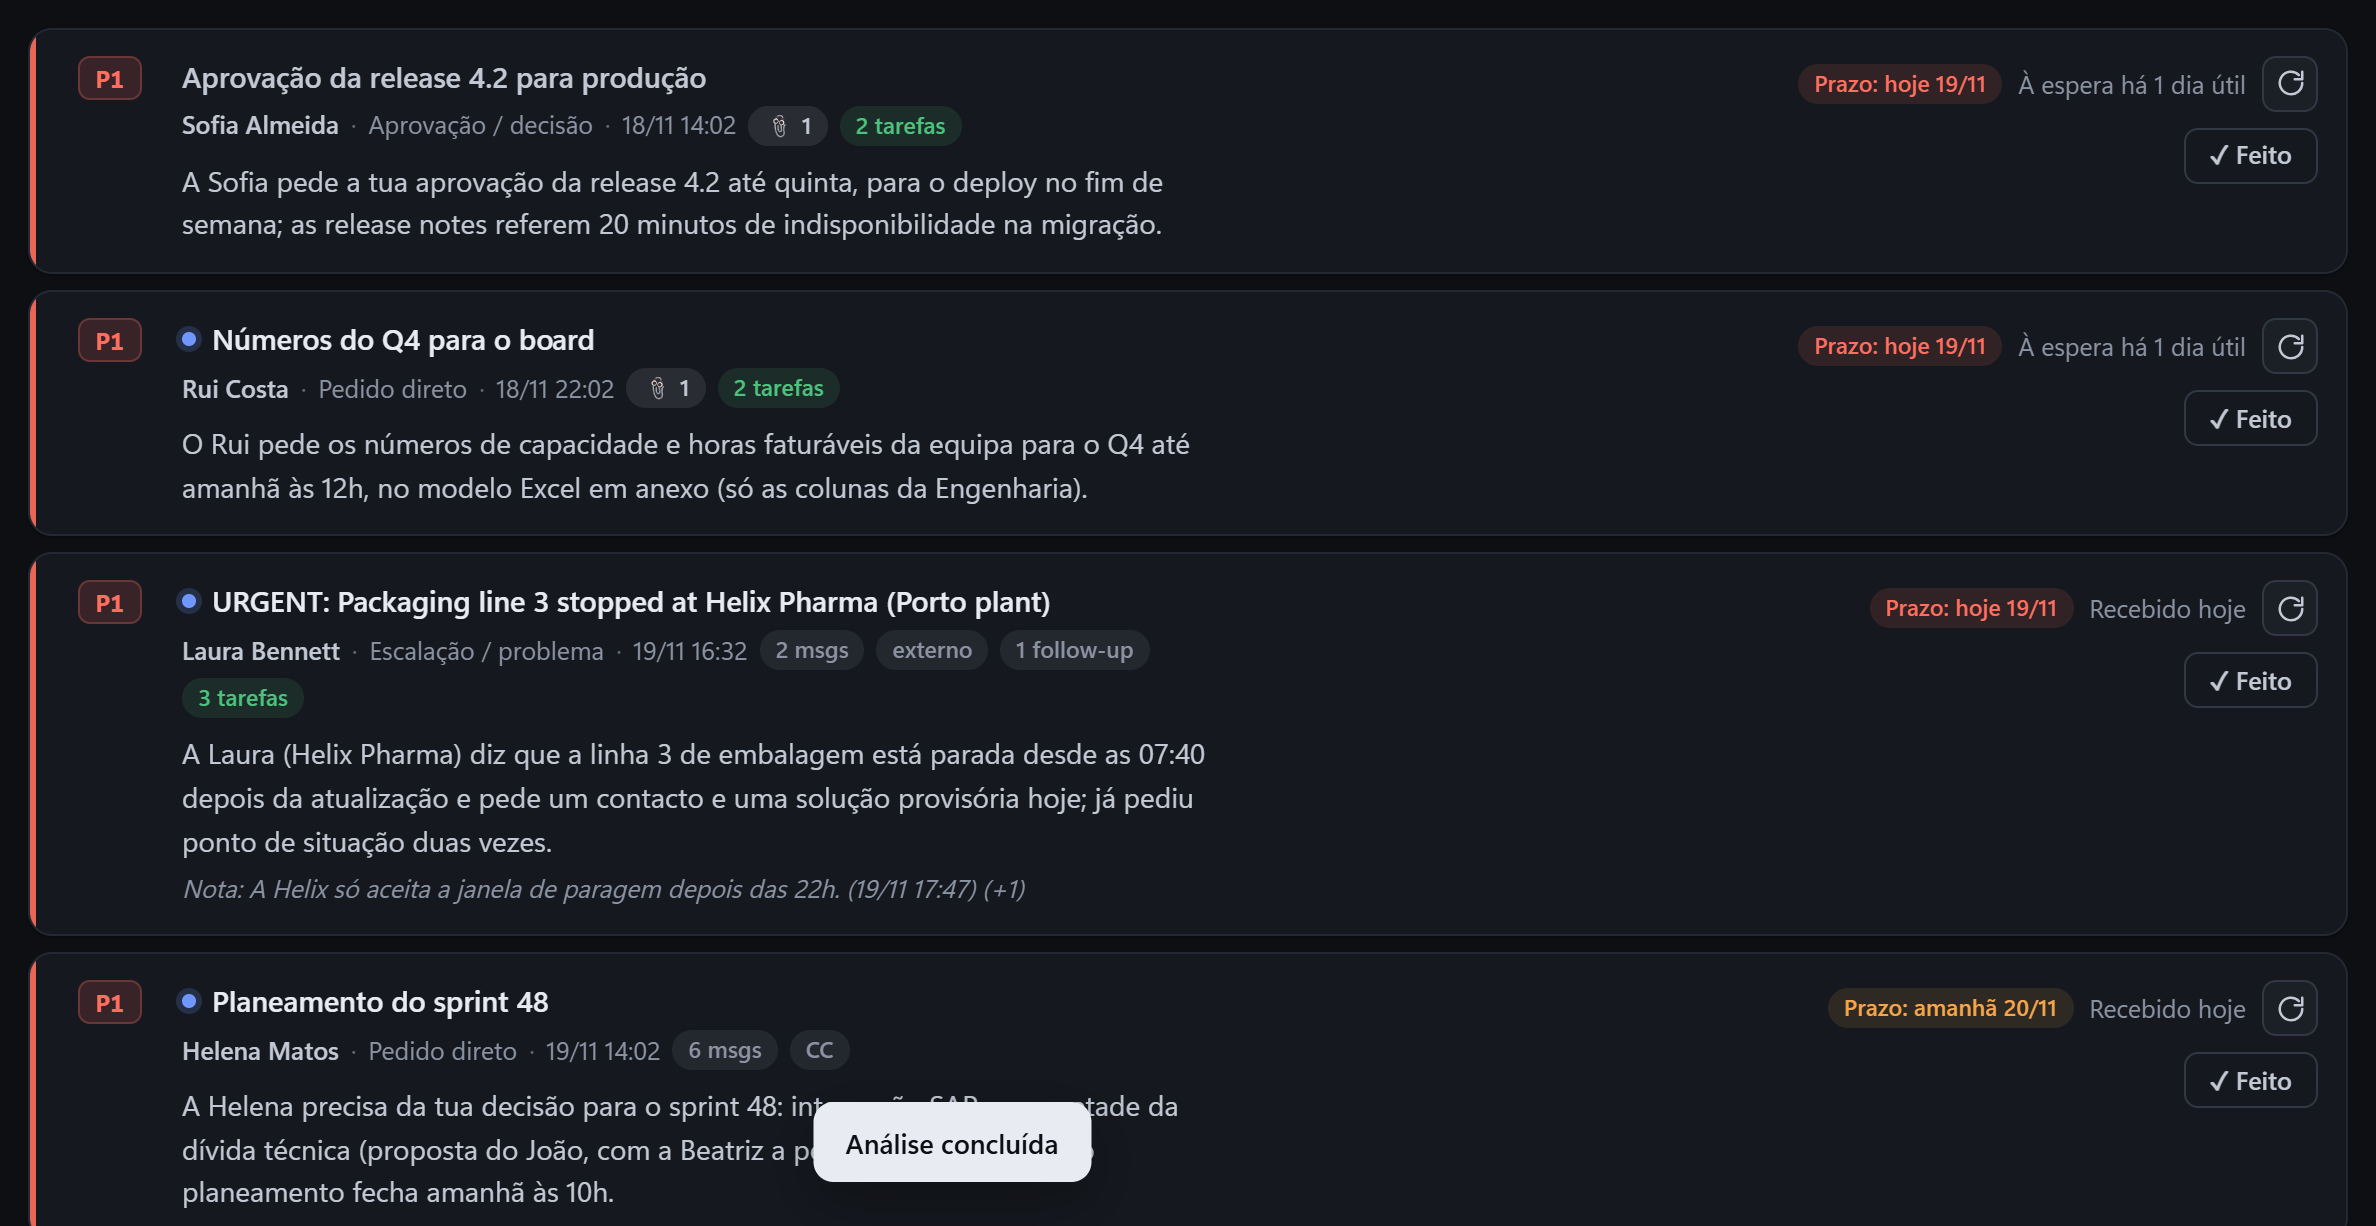 P1 Aprovação da release 4.2 para produção Prazo: hoje 19/11 À espera há 1 dia útil
Sofia Almeida · Aprovação / decisão · 18/11 14:02 1 2 tarefas
✓ Feito
A Sofia pede a tua aprovação da release 4.2 até quinta, para o deploy no fim de
semana; as release notes referem 20 minutos de indisponibilidade na migração.
P1 Números do Q4 para o board Prazo: hoje 19/11 À espera há 1 dia útil
Rui Costa · Pedido direto · 18/11 22:02 1 2 tarefas
✓ Feito
O Rui pede os números de capacidade e horas faturáveis da equipa para o Q4 até
amanhã às 12h, no modelo Excel em anexo (só as colunas da Engenharia).
P1 URGENT: Packaging line 3 stopped at Helix Pharma (Porto plant) Prazo: hoje 19/11 Recebido hoje
Laura Bennett · Escalação / problema · 19/11 16:32 2 msgs externo 1 follow-up
✓ Feito
3 tarefas
A Laura (Helix Pharma) diz que a linha 3 de embalagem está parada desde as 07:40
depois da atualização e pede um contacto e uma solução provisória hoje; já pediu
ponto de situação duas vezes.
Nota: A Helix só aceita a janela de paragem depois das 22h. (19/11 17:47) (+1)
P1 Planeamento do sprint 48 Prazo: amanhã 20/11 Recebido hoje
Helena Matos · Pedido direto · 19/11 14:02 6 msgs CC
✓ Feito
A Helena precisa da tua decisão para o sprint 48: SAP da
dívida técnica (proposta do João, com a Beatriz a
planeamento fecha amanhã às 10h.
Análise concluída